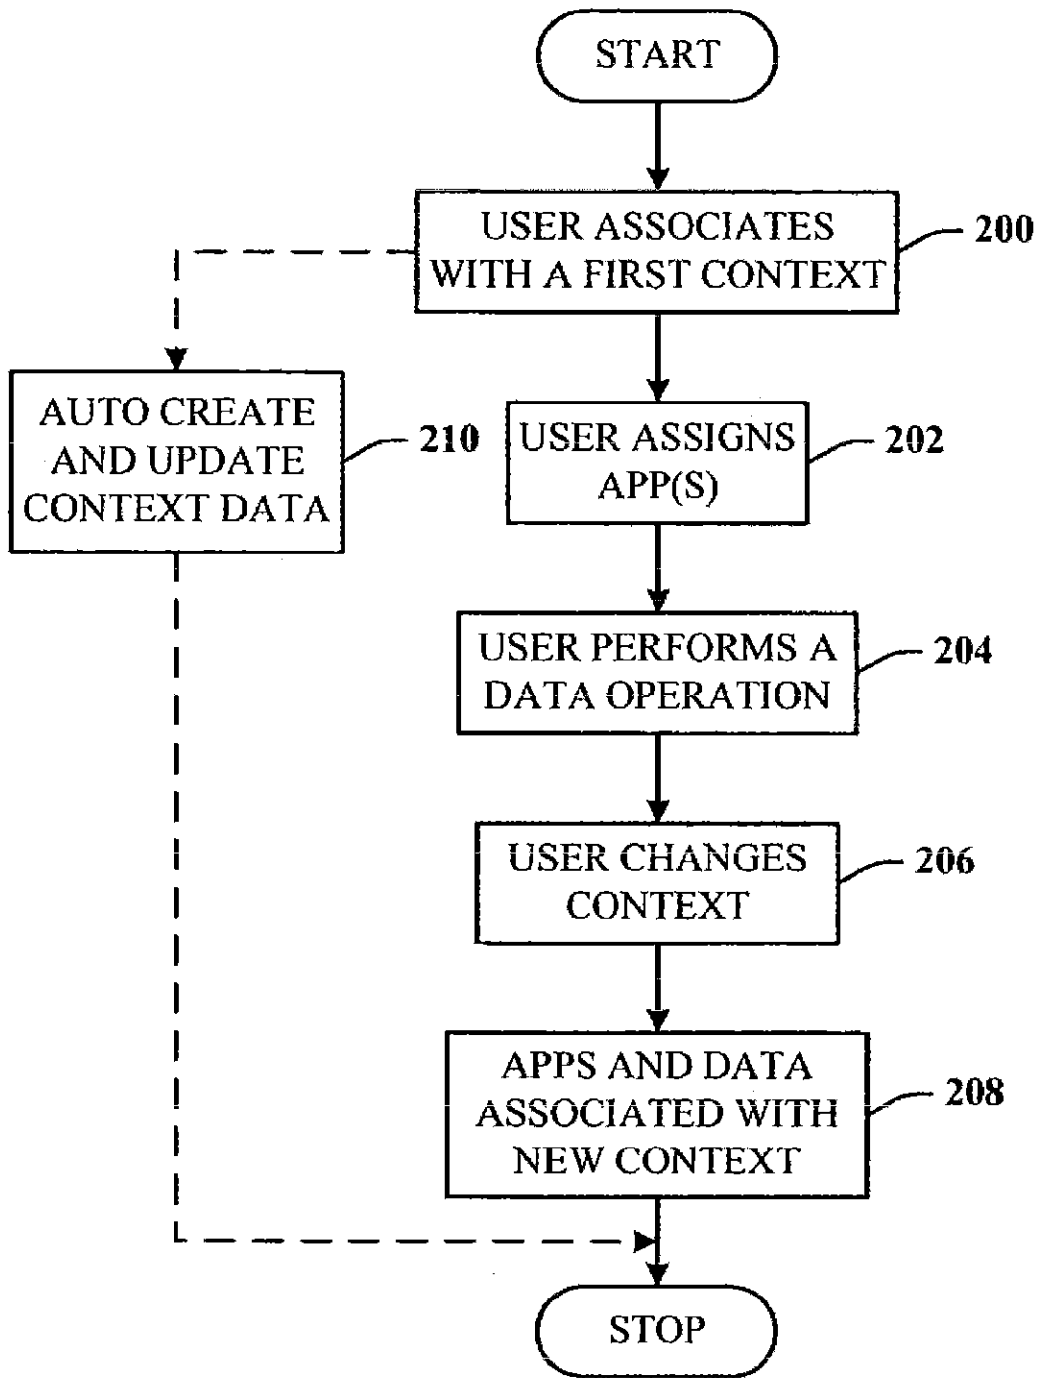 START
USER ASSOCIATES
WITH A FIRST CONTEXT
200
AUTO CREATE
AND UPDATE
CONTEXT DATA
210
USER ASSIGNS
APP(S)
202
USER PERFORMS A
DATA OPERATION
204
USER CHANGES
CONTEXT
206
APPS AND DATA
ASSOCIATED WITH
NEW CONTEXT
208
STOP